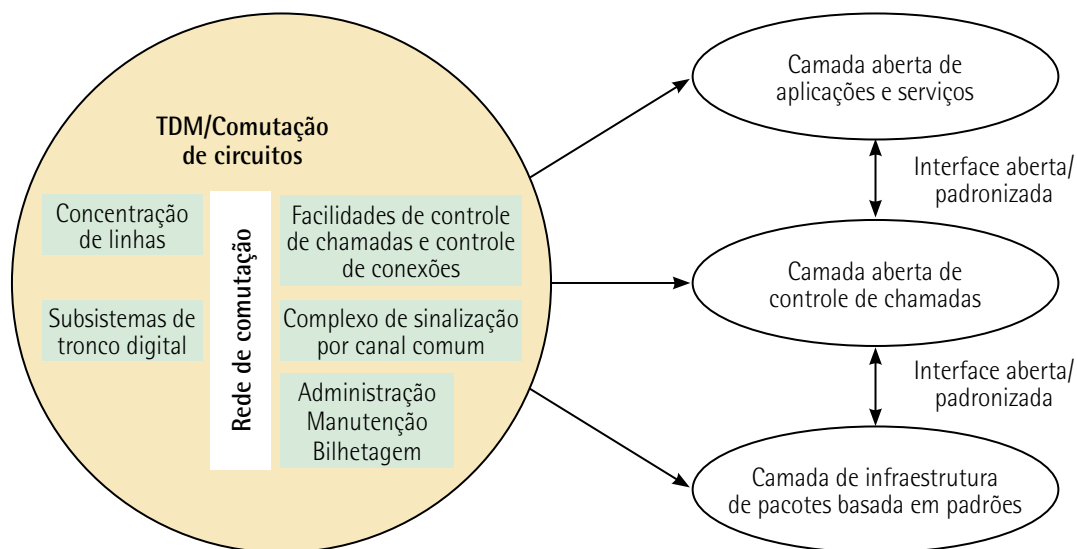 TDM/Comutação
de circuitos
Concentração
de linhas
Subsistemas de
tronco digital
Rede de comutação
Facilidades de controle
de chamadas e controle
de conexões
Complexo de sinalização
por canal comum
Administração
Manutenção
Bilhetagem
Camada aberta de
aplicações e serviços
Interface aberta/
padronizada
Camada aberta de
controle de chamadas
Interface aberta/
padronizada
Camada de infraestrutura
de pacotes basada em padrões